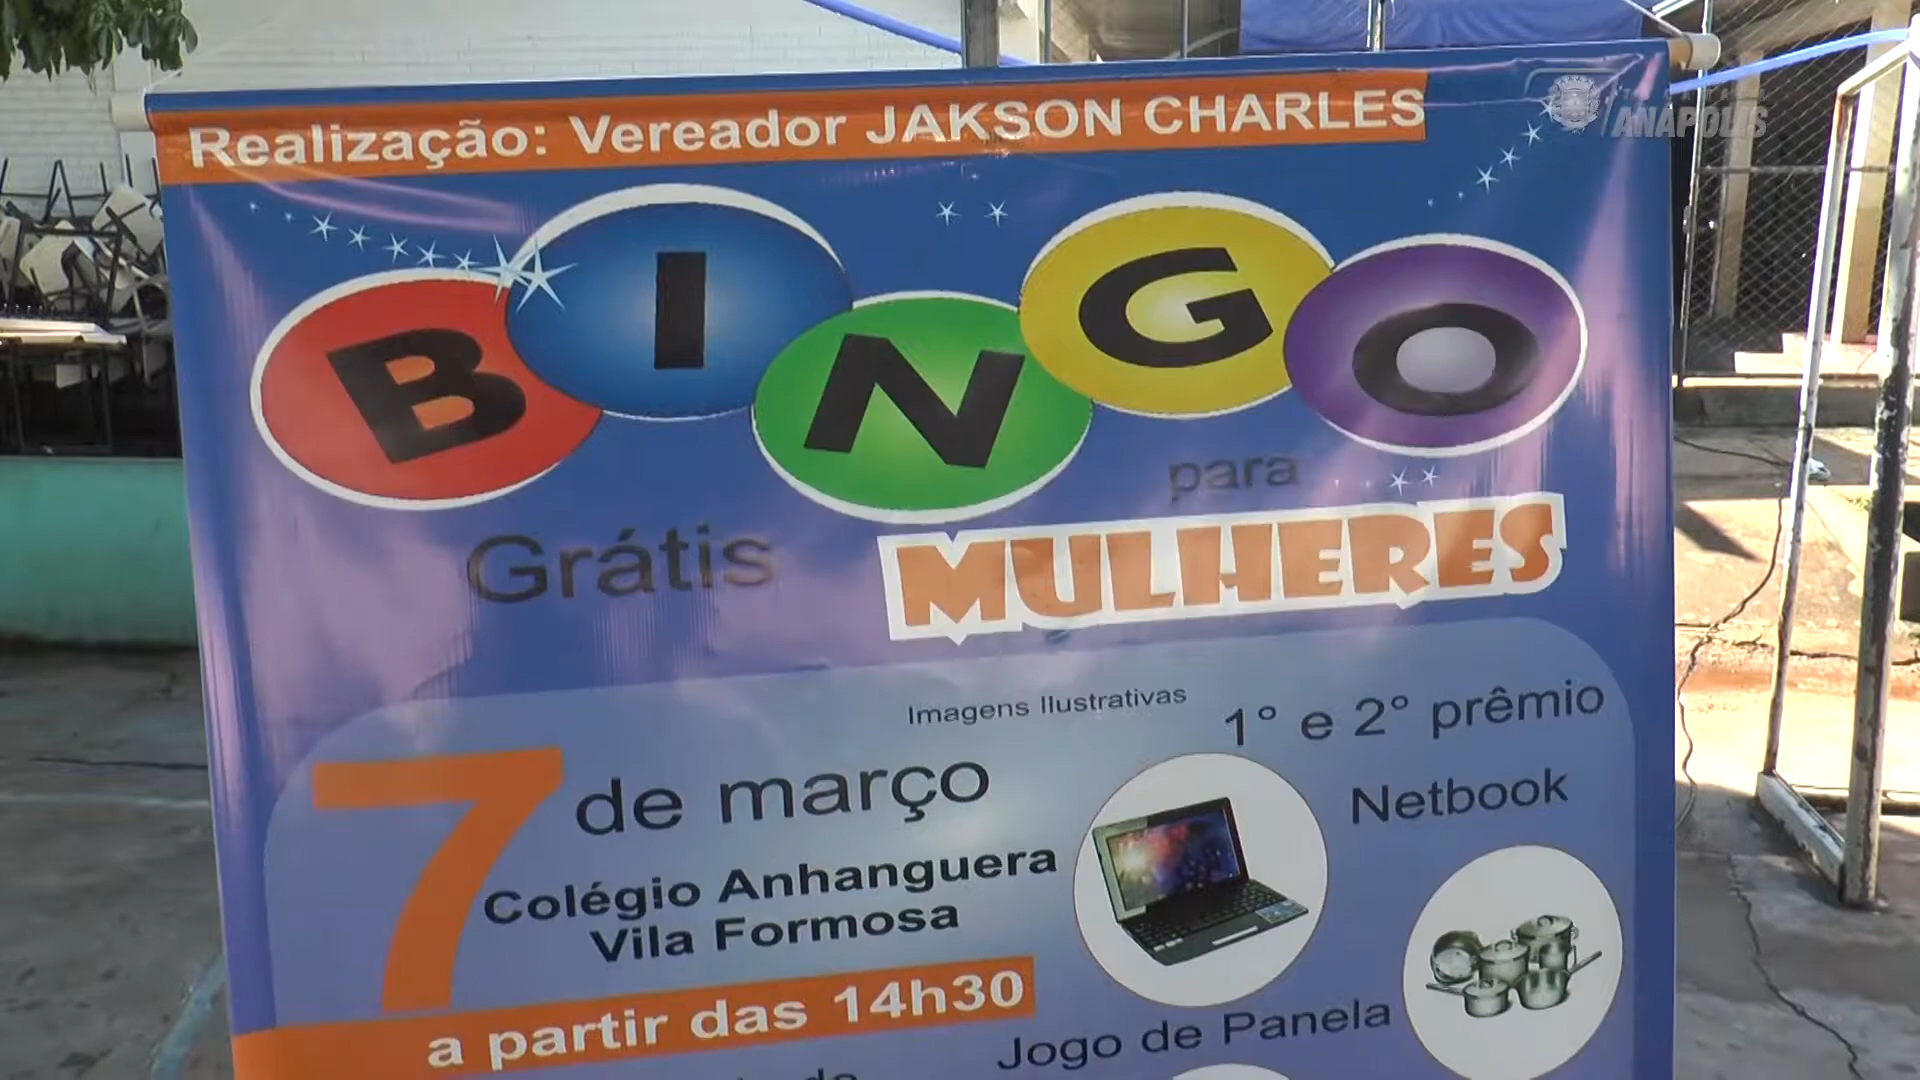 Realização: Vereador JAKSON CHARLES
ANÁPOLIS
BINGO
Grátis para
MULHERES
Imagens Ilustrativas
1° e 2° prêmio
7 de março
Netbook
Colégio Anhanguera
Vila Formosa
a partir das 14h30
Jogo de Panela